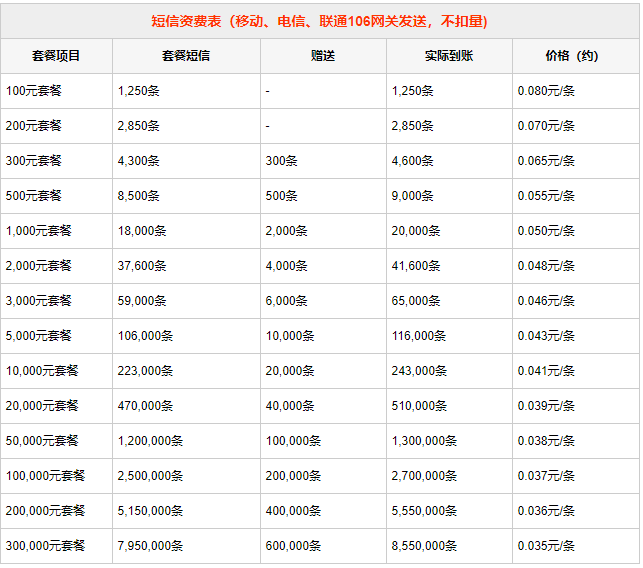 短信资费表（移动、电信、联通106网关发送，不扣量)
套餐项目 套餐短信 赠送 实际到账 价格（约）
100元套餐 1,250条 - 1,250条 0.080元/条
200元套餐 2,850条 - 2,850条 0.070元/条
300元套餐 4,300条 300条 4,600条 0.065元/条
500元套餐 8,500条 500条 9,000条 0.055元/条
1,000元套餐 18,000条 2,000条 20,000条 0.050元/条
2,000元套餐 37,600条 4,000条 41,600条 0.048元/条
3,000元套餐 59,000条 6,000条 65,000条 0.046元/条
5,000元套餐 106,000条 10,000条 116,000条 0.043元/条
10,000元套餐 223,000条 20,000条 243,000条 0.041元/条
20,000元套餐 470,000条 40,000条 510,000条 0.039元/条
50,000元套餐 1,200,000条 100,000条 1,300,000条 0.038元/条
100,000元套餐 2,500,000条 200,000条 2,700,000条 0.037元/条
200,000元套餐 5,150,000条 400,000条 5,550,000条 0.036元/条
300,000元套餐 7,950,000条 600,000条 8,550,000条 0.035元/条